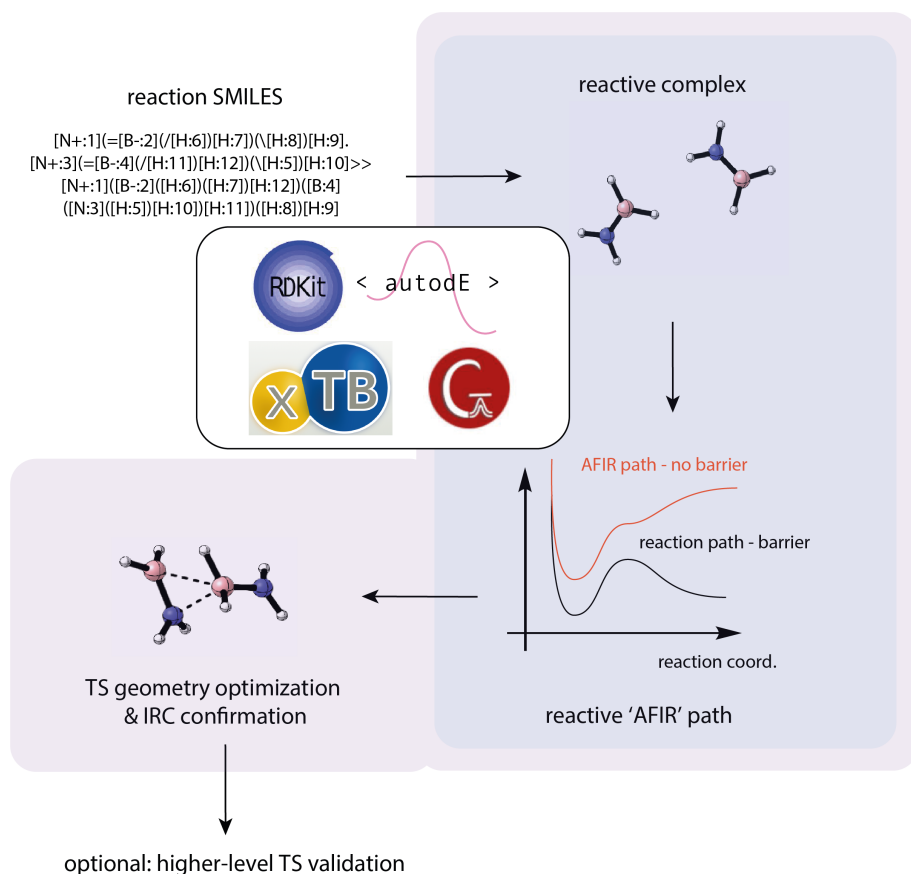 reaction SMILES
[N+:1](=[B-:2](/[H:6])[H:7])(\[H:8])[H:9].
[N+:3](=[B-:4](/[H:11])[H:12])(\[H:5])[H:10]>>
[N+:1]([B-:2]([H:6])([H:7])[H:12])([B:4]
([N:3]([H:5])[H:10])[H:11])([H:8])[H:9]
reactive complex
RDKit
< autodE >
xTB
C
AFIR path - no barrier
reaction path - barrier
reaction coord.
reactive ‘AFIR’ path
TS geometry optimization
& IRC confirmation
optional: higher-level TS validation